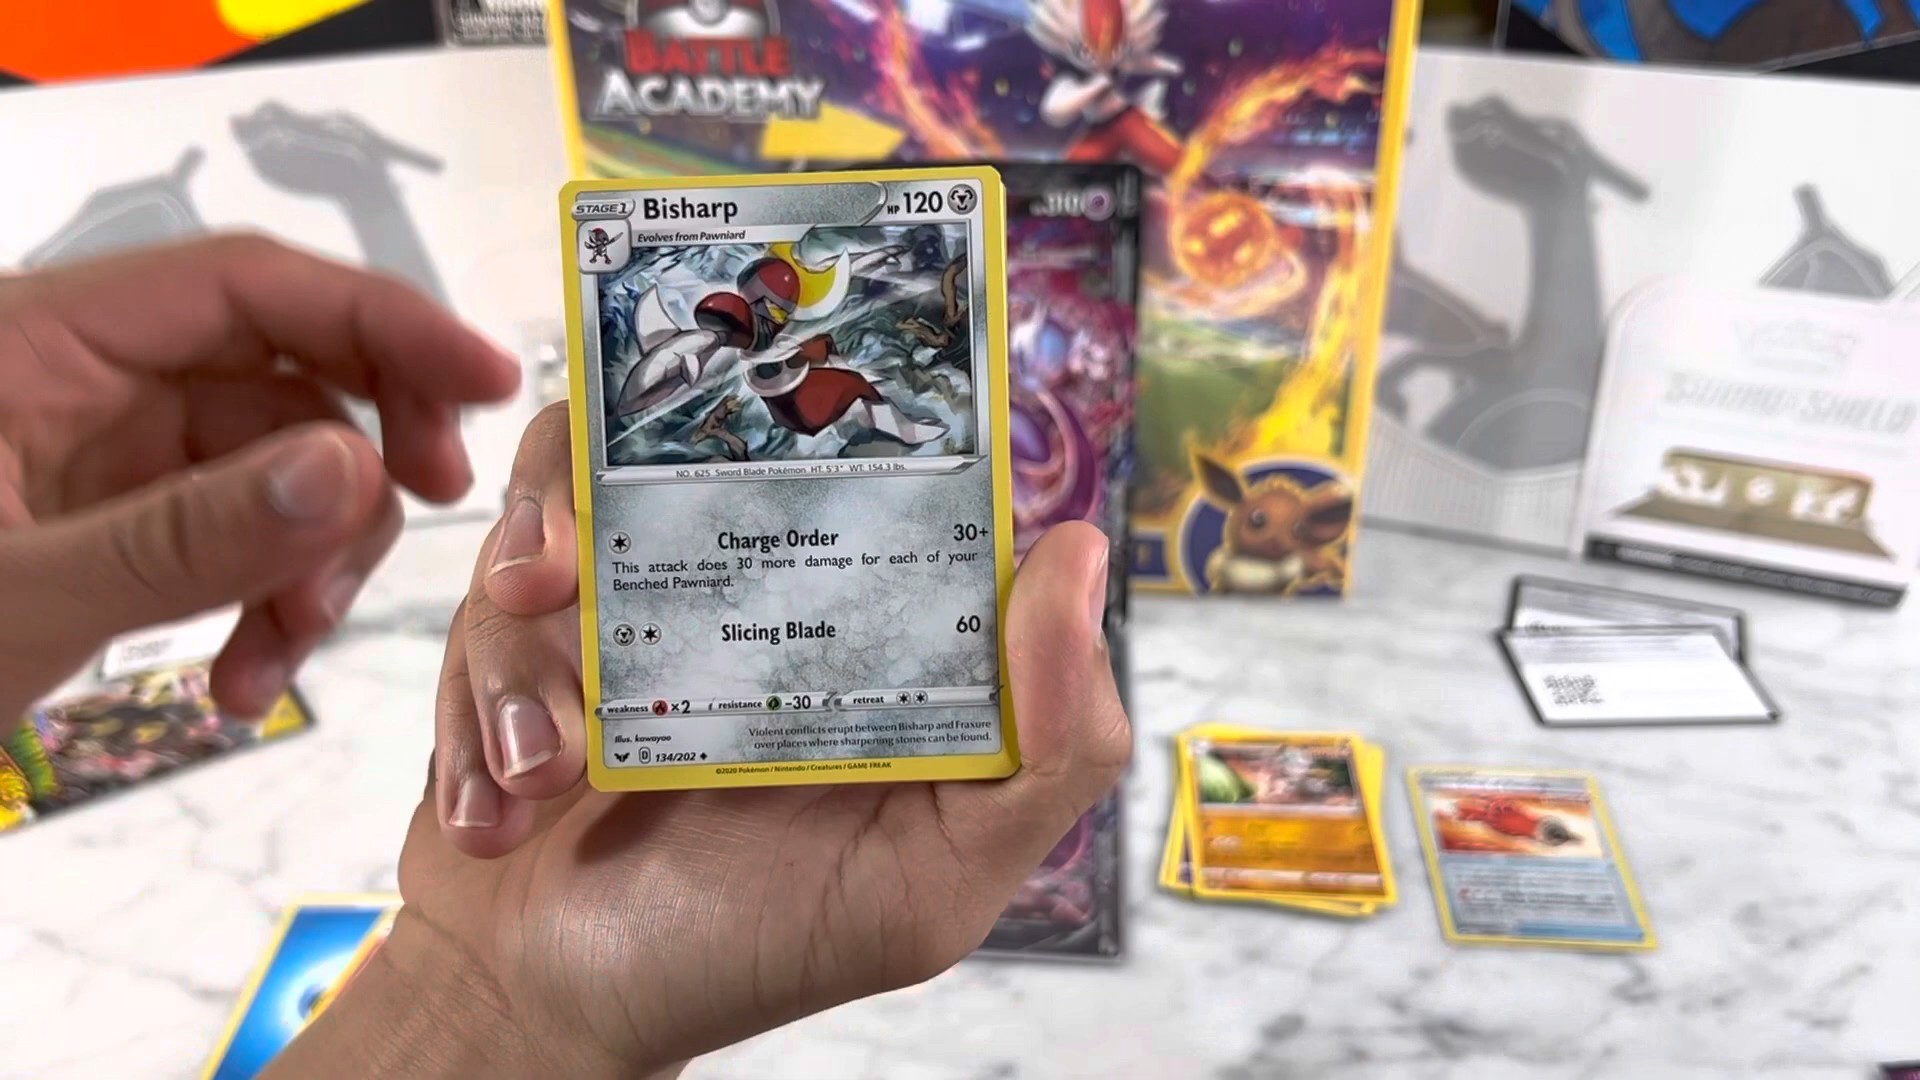 BATTLE
ACADEMY
STAGE 1 Bisharp HP 120
Evolves from Pawniard
310
NO. 625 Sword Blade Pokémon HT: 5'3" WT: 154.3 lbs.
Charge Order 30+
This attack does 30 more damage for each of your
Benched Pawniard.
Slicing Blade 60
weakness ×2 resistance -30 retreat
Illus. kawayoo
Violent conflicts erupt between Bisharp and Fraxure
over places where sharpening stones can be found.
D 134/202
©2020 Pokémon / Nintendo / Creatures / GAME FREAK
SWORD & SHIELD